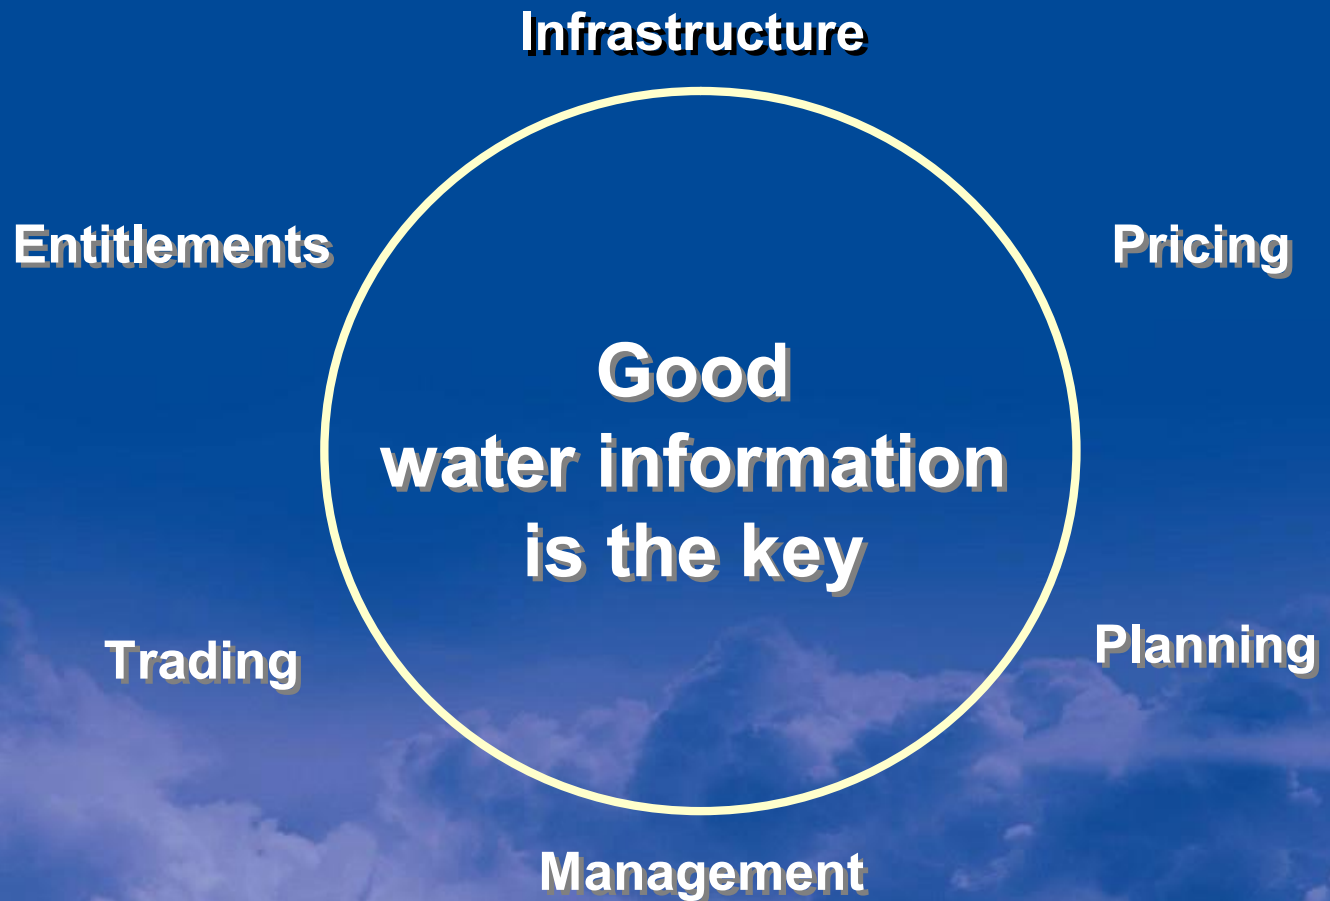 Infrastructure
Entitlements
Pricing
Good
water information
is the key
Trading
Planning
Management